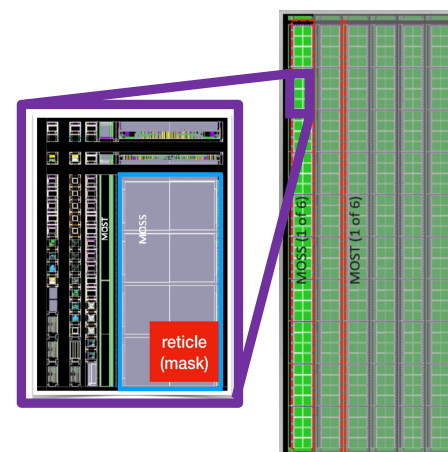 MOST
MOSS
reticle
(mask)
MOSS (1 of 6)
MOST (1 of 6)